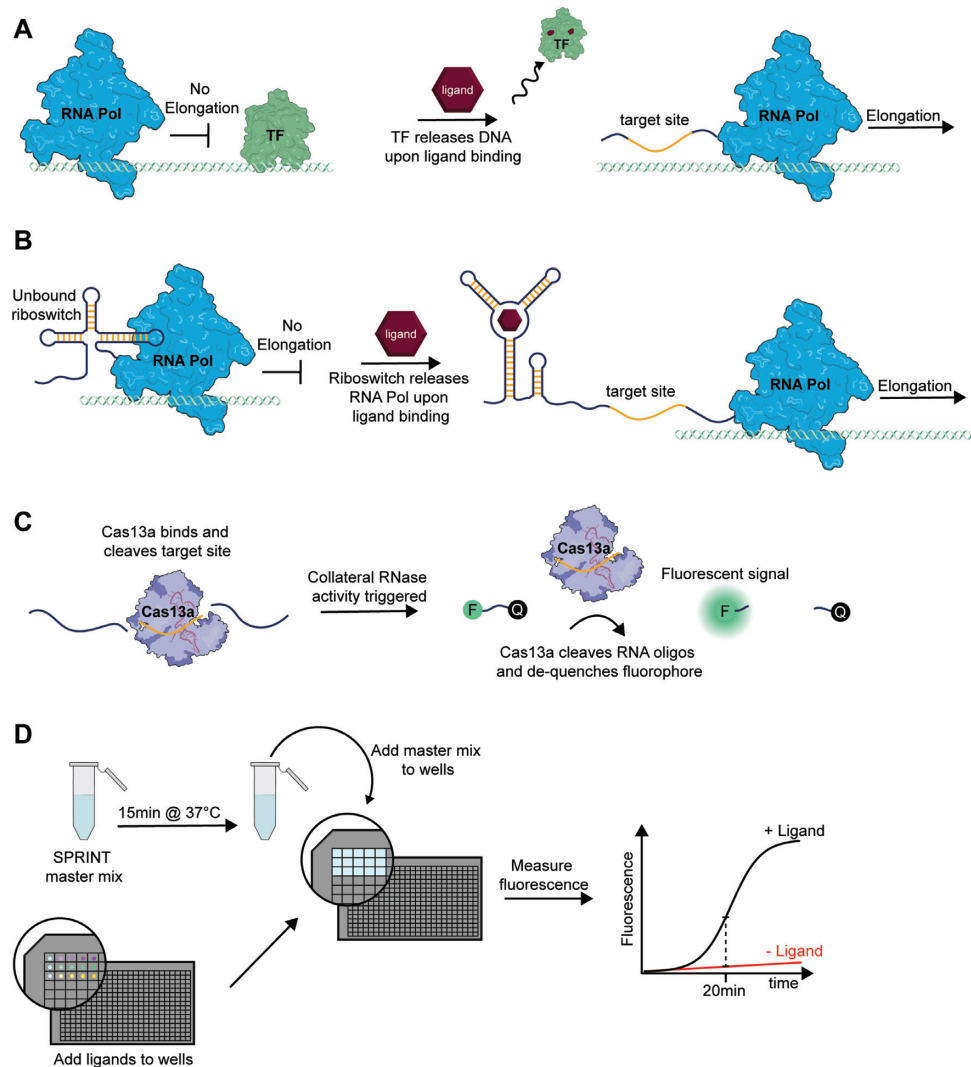 A
RNA Pol
No
Elongation
TF
ligand
TF releases DNA
upon ligand binding
TF
target site
RNA Pol
Elongation
B
Unbound
riboswitch
RNA Pol
No
Elongation
ligand
Riboswitch releases
RNA Pol upon
ligand binding
target site
RNA Pol
Elongation
C
Cas13a binds and
cleaves target site
Cas13a
Collateral RNase
activity triggered
F
Q
Cas13a
Cas13a cleaves RNA oligos
and de-quenches fluorophore
Fluorescent signal
F
Q
D
SPRINT
master mix
15min @ 37°C
Add master mix
to wells
Add ligands to wells
Measure
fluorescence
Fluorescence
+ Ligand
- Ligand
time
20min